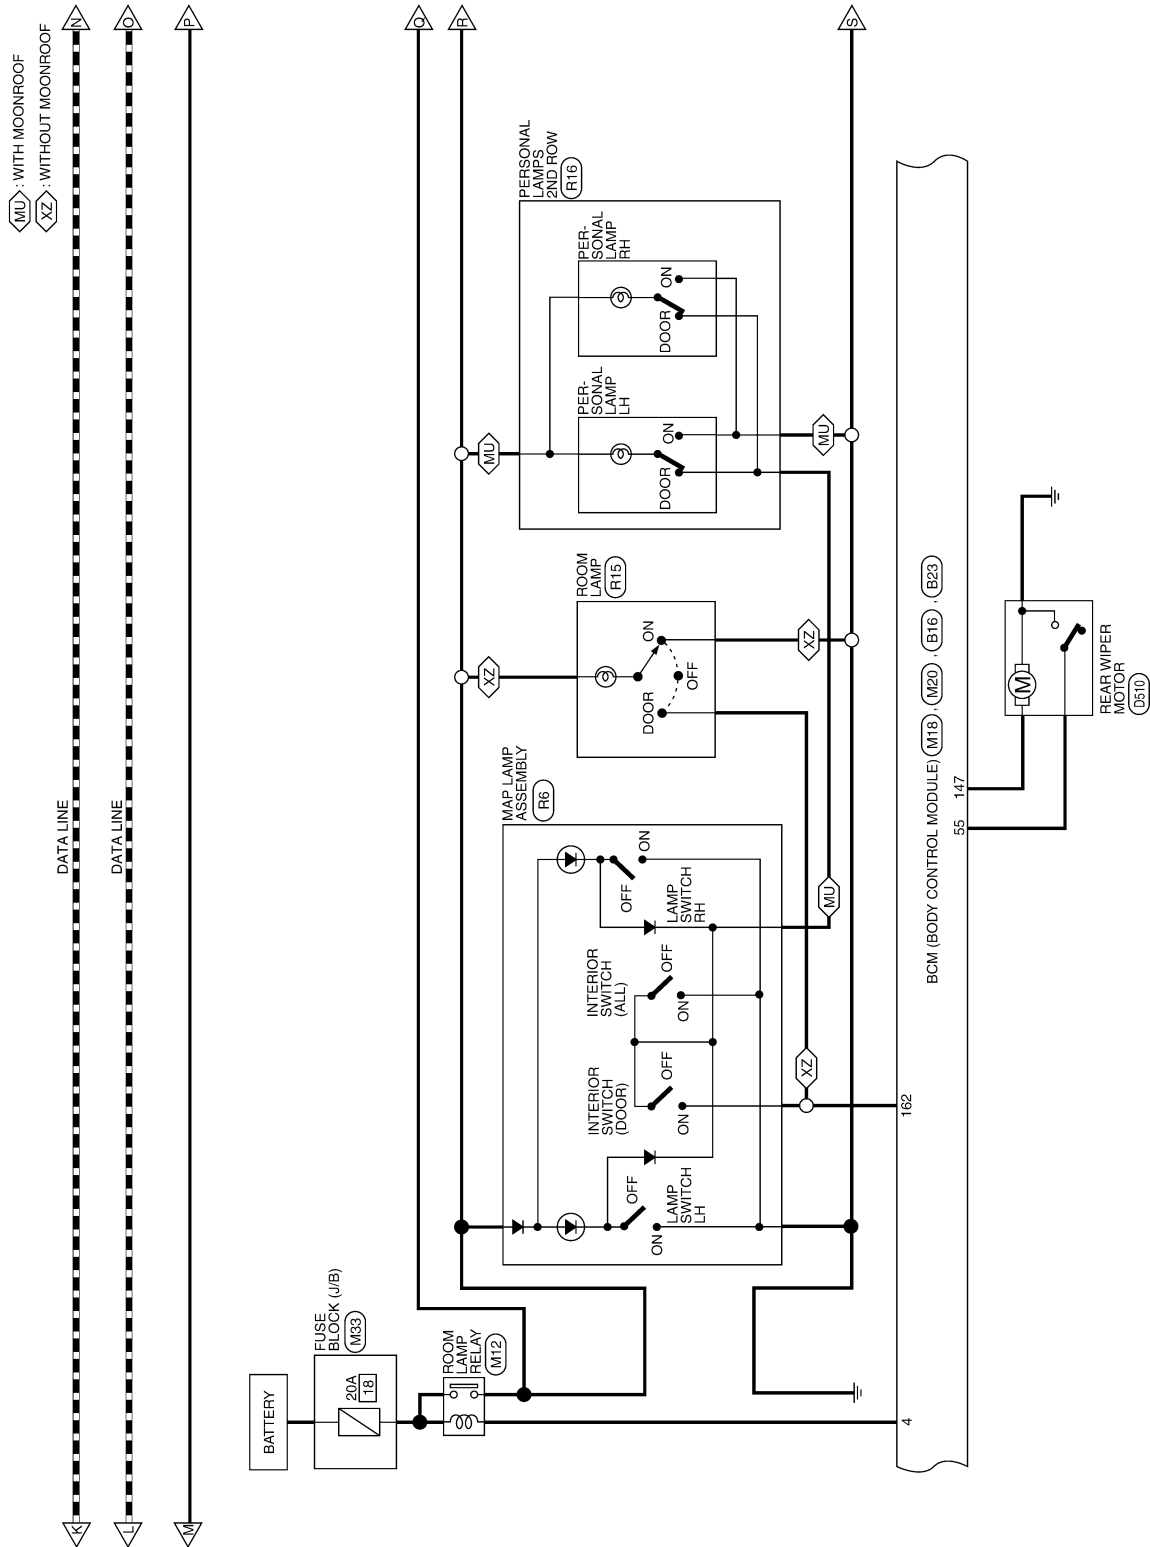 MU : WITH MOONROOF
XZ : WITHOUT MOONROOF
K
DATA LINE
N
L
DATA LINE
O
M
P
Q
R
S
BATTERY
FUSE
BLOCK (J/B)
M33
20A
18
ROOM
LAMP
RELAY
M12
MAP LAMP
ASSEMBLY
R6
LAMP
SWITCH
LH
ON
OFF
INTERIOR
SWITCH
(DOOR)
ON
OFF
INTERIOR
SWITCH
(ALL)
ON
OFF
LAMP
SWITCH
RH
OFF
ON
XZ
MU
ROOM
LAMP
R15
XZ
DOOR
OFF
ON
XZ
PERSONAL
LAMPS
2ND ROW
R16
MU
PER-
SONAL
LAMP
LH
DOOR
ON
PER-
SONAL
LAMP
RH
DOOR
ON
MU
4
162
BCM (BODY CONTROL MODULE) M18 , M20 , B16 , B23
55
147
M
REAR WIPER
MOTOR
D510